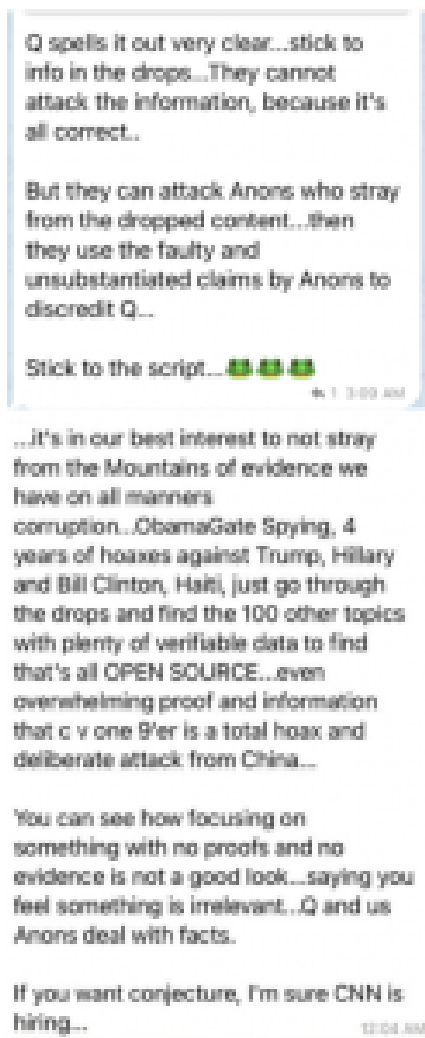 Q spells it out very clear...stick to
info in the drops...They cannot
attack the information, because it's
all correct..
But they can attack Anons who stray
from the dropped content...then
they use the faulty and
unsubstantiated claims by Anons to
discredit Q...
Stick to the script...🐸🐸🐸
1 3:09 AM
...it's in our best interest to not stray
from the Mountains of evidence we
have on all manners
corruption...ObamaGate Spying, 4
years of hoaxes against Trump, Hillary
and Bill Clinton, Haiti, just go through
the drops and find the 100 other topics
with plenty of verifiable data to find
that's all OPEN SOURCE...even
overwhelming proof and information
that c v one 9'er is a total hoax and
deliberate attack from China...
You can see how focusing on
something with no proofs and no
evidence is not a good look...saying you
feel something is irrelevant...Q and us
Anons deal with facts.
If you want conjecture, I'm sure CNN is
hiring...
12:04 AM